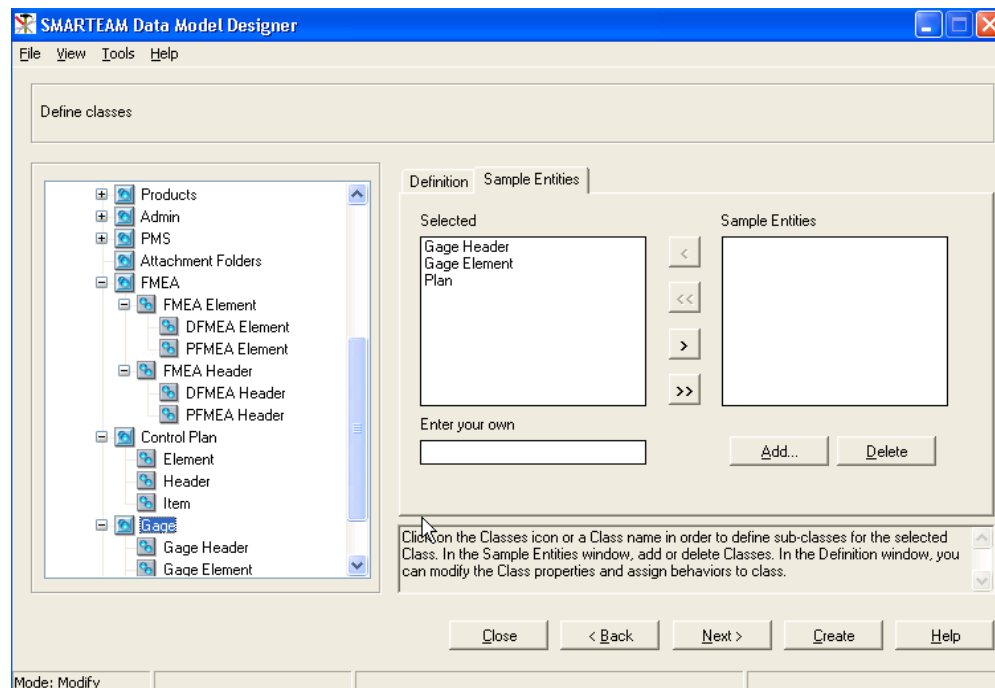 SMARTEAM Data Model Designer
File View Tools Help
Define classes
Products
Admin
PMS
Attachment Folders
FMEA
FMEA Element
DFMEA Element
PFMEA Element
FMEA Header
DFMEA Header
PFMEA Header
Control Plan
Element
Header
Item
Gage
Gage Header
Gage Element
Definition Sample Entities
Selected
Gage Header
Gage Element
Plan
Sample Entities
<
<<
>
>>
Enter your own
Add... Delete
Click on the Classes icon or a Class name in order to define sub-classes for the selected
Class. In the Sample Entities window, add or delete Classes. In the Definition window, you
can modify the Class properties and assign behaviors to class.
Close < Back Next > Create Help
Mode: Modify